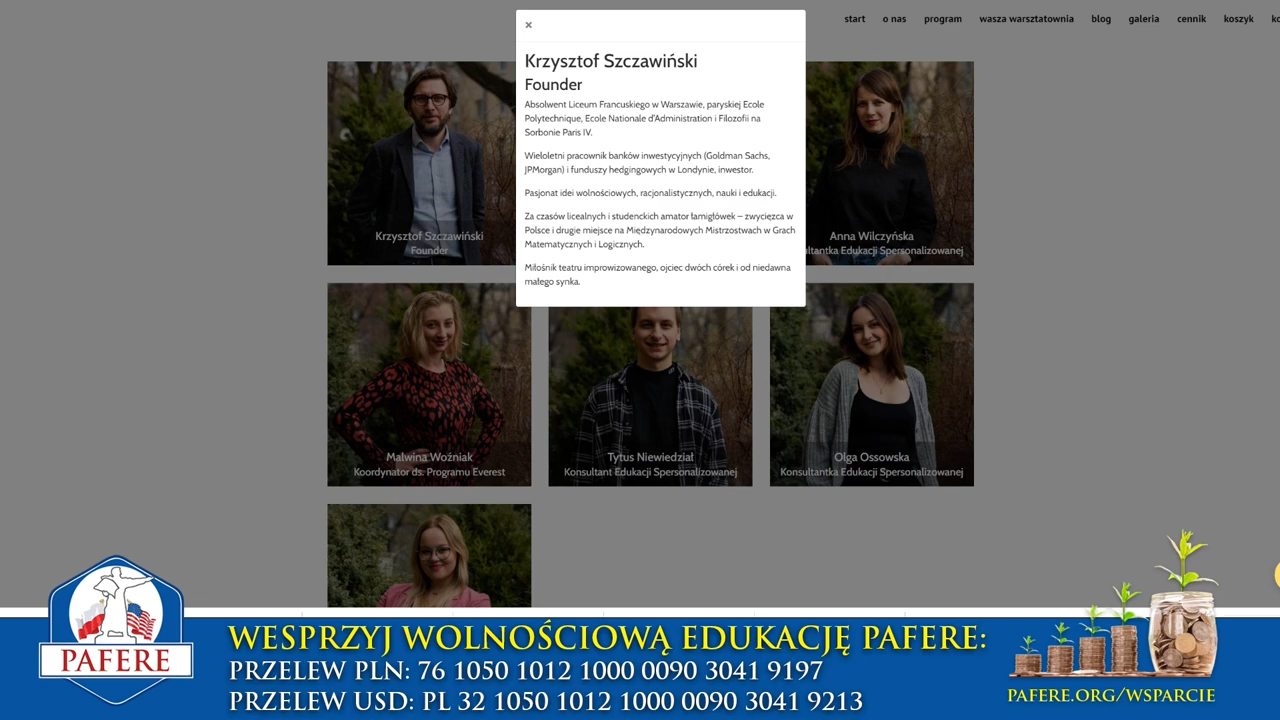 start o nas program wasza warsztatownia blog galeria cennik koszyk
×
Krzysztof Szczawiński
Founder
Absolwent Liceum Francuskiego w Warszawie, paryskiej Ecole
Polytechnique, Ecole Nationale d'Administration i Filozofii na
Sorbonie Paris IV.
Wieloletni pracownik banków inwestycyjnych (Goldman Sachs,
JPMorgan) i funduszy hedgingowych w Londynie, inwestor.
Pasjonat idei wolnościowych, racjonalistycznych, nauki i edukacji.
Za czasów licealnych i studenckich amator łamigłówek – zwycięzca w
Polsce i drugie miejsce na Międzynarodowych Mistrzostwach w Grach
Matematycznych i Logicznych.
Miłośnik teatru improwizowanego, ojciec dwóch córek i od niedawna
małego synka.
Krzysztof Szczawiński
Founder
Anna Wilczyńska
Edukacji Spersonalizowanej
Malwina Woźniak
Koordynator ds. Programu Everest
Tytus Niewiedział
Konsultant Edukacji Spersonalizowanej
Olga Ossowska
Konsultantka Edukacji Spersonalizowanej
PAFERE
WESPRZYJ WOLNOŚCIOWĄ EDUKACJĘ PAFERE:
PRZELEW PLN: 76 1050 1012 1000 0090 3041 9197
PRZELEW USD: PL 32 1050 1012 1000 0090 3041 9213
PAFERE.ORG/WSPARCIE